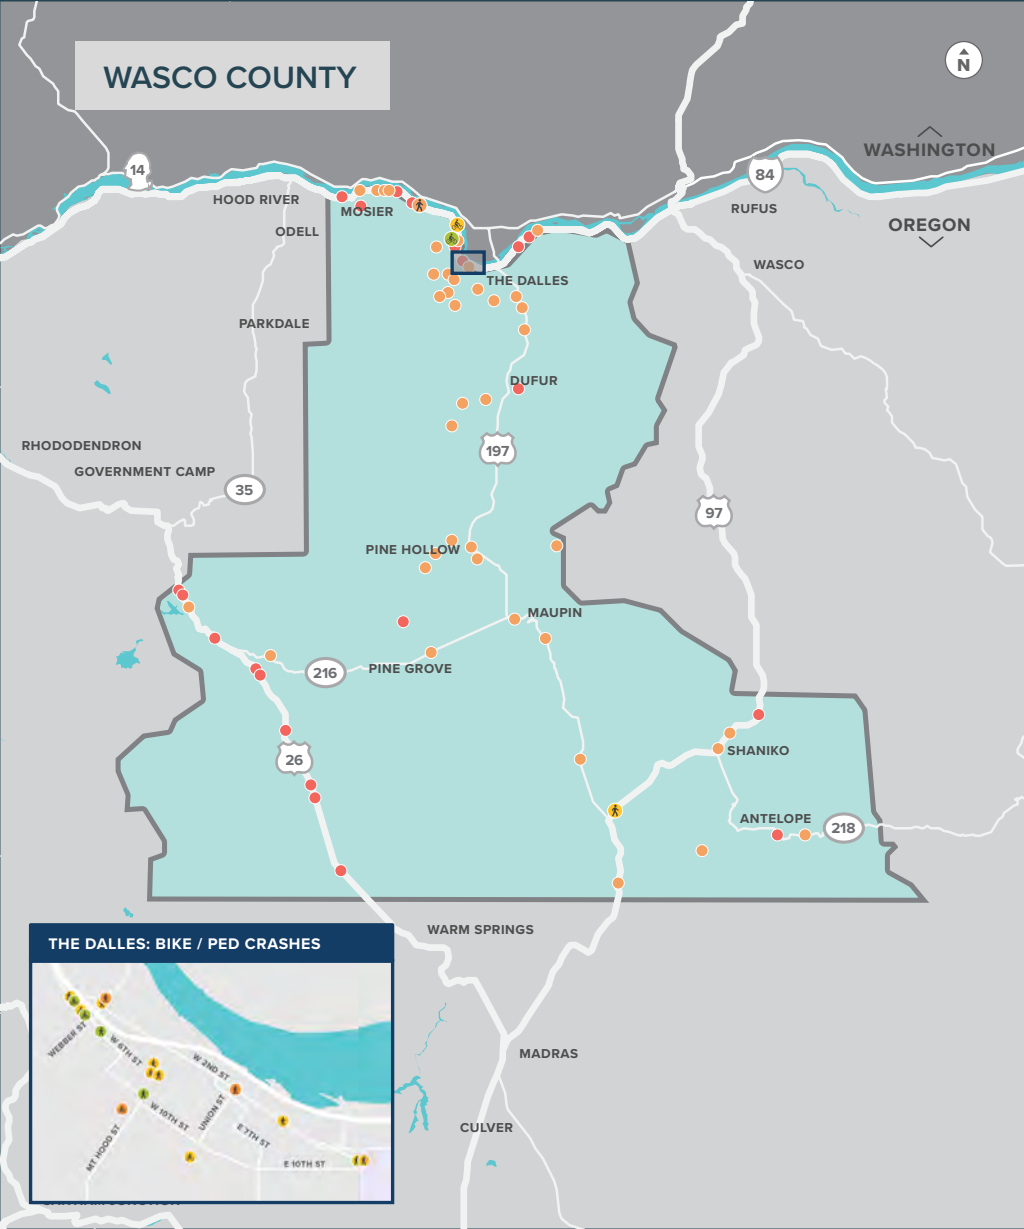 WASCO COUNTY
N
14
WASHINGTON
84
HOOD RIVER
MOSIER
RUFUS
OREGON
ODELL
WASCO
THE DALLES
PARKDALE
DUFUR
RHODODENDRON
197
GOVERNMENT CAMP
35
97
PINE HOLLOW
MAUPIN
216
PINE GROVE
SHANIKO
26
ANTELOPE
218
WARM SPRINGS
THE DALLES: BIKE / PED CRASHES
WEBBER ST
W 6TH ST
W 2ND ST
MADRAS
W 10TH ST
UNION ST
E 7TH ST
CULVER
MT HOOD ST
E 10TH ST